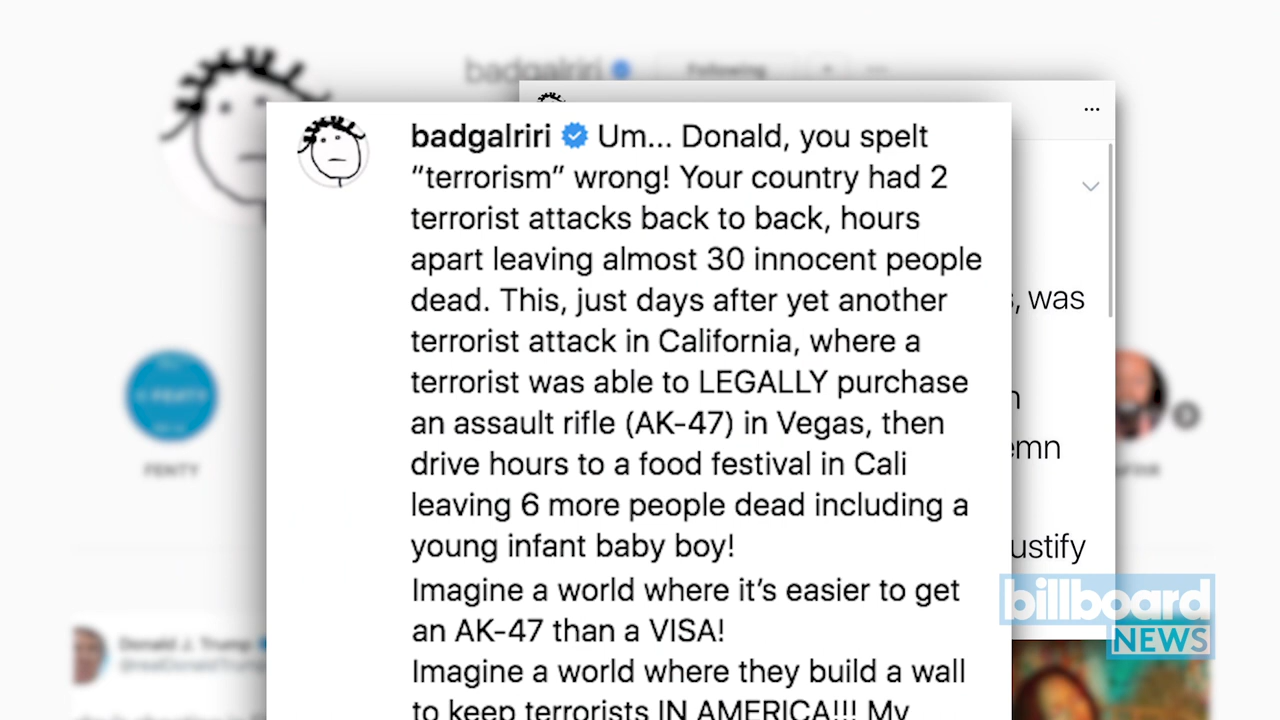 badgalriri
Following
badgalriri Um... Donald, you spelt
"terrorism" wrong! Your country had 2
terrorist attacks back to back, hours
apart leaving almost 30 innocent people
dead. This, just days after yet another
terrorist attack in California, where a
terrorist was able to LEGALLY purchase
an assault rifle (AK-47) in Vegas, then
drive hours to a food festival in Cali
leaving 6 more people dead including a
young infant baby boy!
Imagine a world where it's easier to get
an AK-47 than a VISA!
Imagine a world where they build a wall
to keep terrorists IN AMERICA!!! My
, was
emn
ustify
FENTY
FENTY
Donald J. Trump
billboard
NEWS